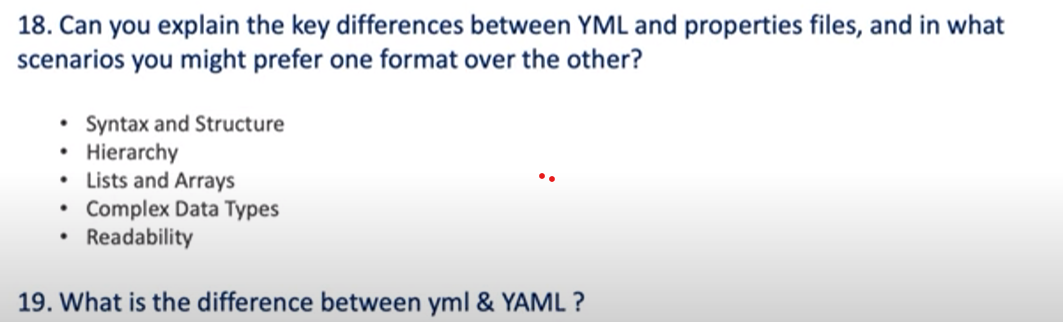 18. Can you explain the key differences between YML and properties files, and in what
scenarios you might prefer one format over the other?
• Syntax and Structure
• Hierarchy
• Lists and Arrays
• Complex Data Types
• Readability
19. What is the difference between yml & YAML ?